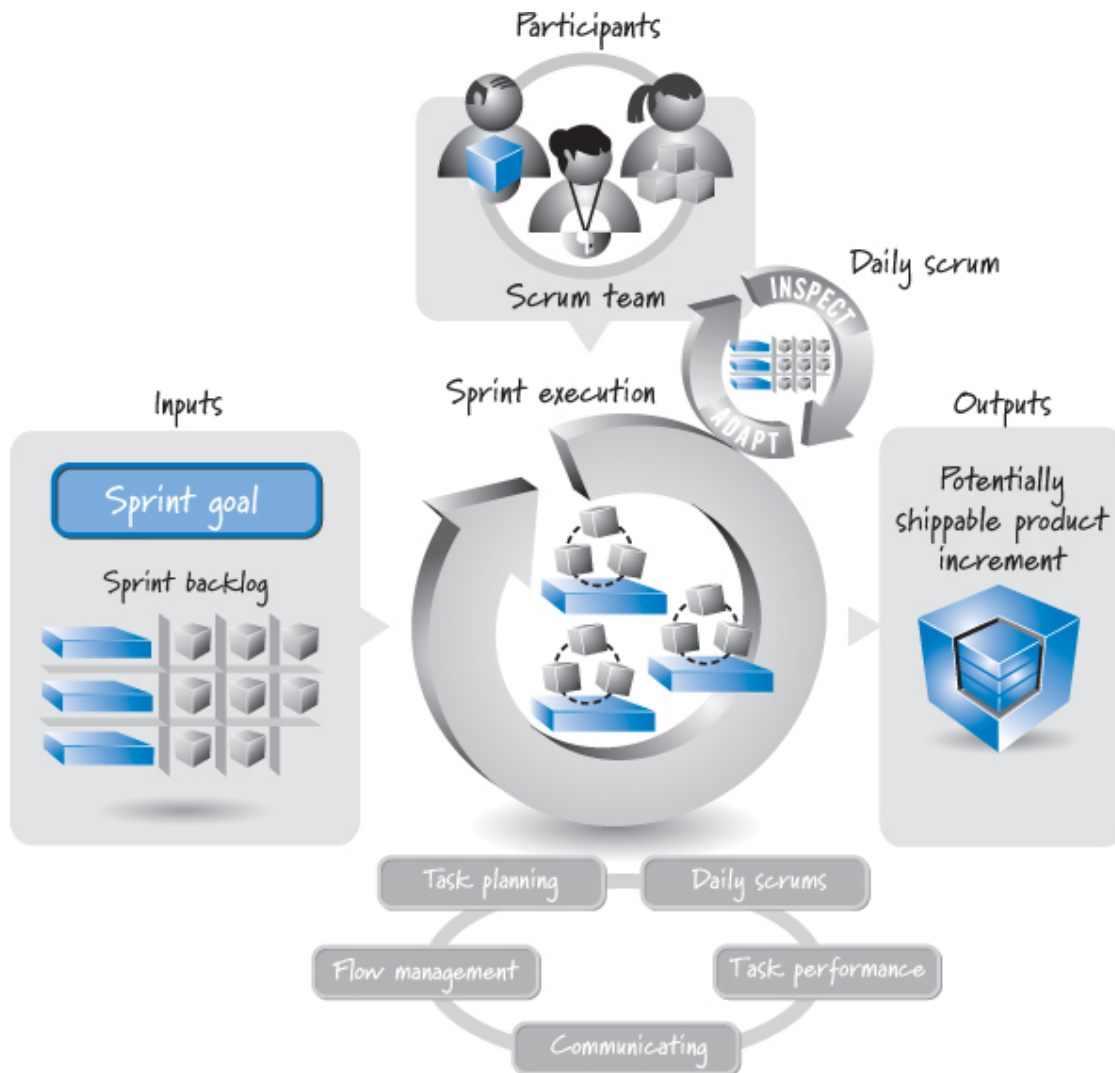 Participants
Scrum team
Daily scrum
INSPECT
ADAPT
Sprint execution
Inputs
Sprint goal
Sprint backlog
Outputs
Potentially
shippable product
increment
Task planning
Daily scrums
Flow management
Task performance
Communicating